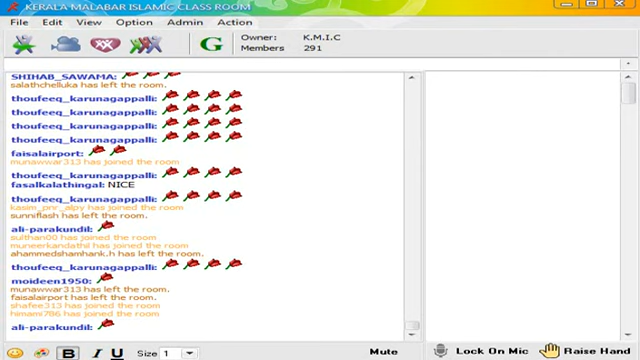 KERALA MALABAR ISLAMIC CLASS ROOM
File Edit View Option Admin Action
G Owner: K.M.I.C
Members 291
SHIHAB_SAWAMA:
salathchelluka has left the room.
thoufeeq_karunagappalli:
thoufeeq_karunagappalli:
thoufeeq_karunagappalli:
thoufeeq_karunagappalli:
faisalairport:
munawwar313 has joined the room
thoufeeq_karunagappalli:
fasalkalathingal: NICE
thoufeeq_karunagappalli:
kasim_pnr_alpy has joined the room
sunniflash has left the room.
ali-parakundil:
sulthan00 has joined the room
muneerkandathil has joined the room
ahammedshamhank.h has left the room.
thoufeeq_karunagappalli:
moideen1950:
munawwar313 has left the room.
faisalairport has left the room.
shafee313 has joined the room
himami786 has joined the room
ali-parakundil:
B I U Size 1 Mute Lock On Mic Raise Hand